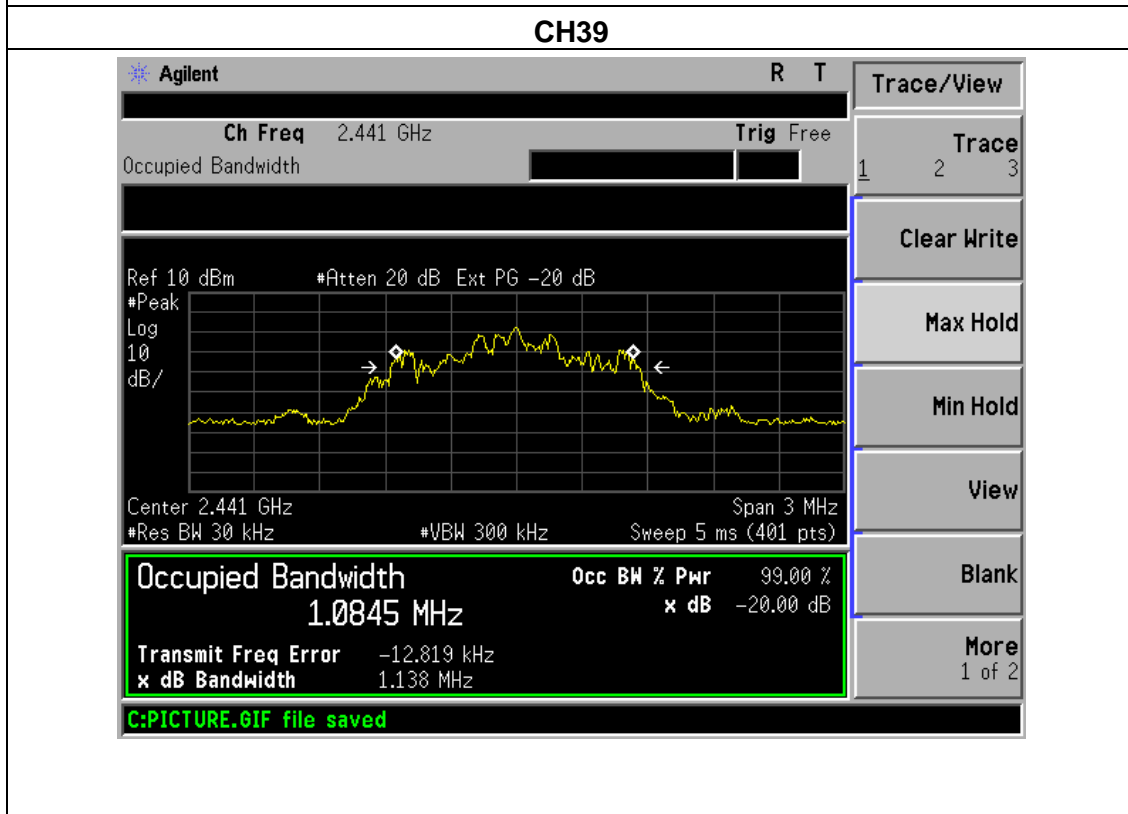 CH39
Agilent R T
Ch Freq 2.441 GHz Trig Free
Occupied Bandwidth
Ref 10 dBm #Atten 20 dB Ext PG -20 dB
#Peak
Log
10
dB/
Center 2.441 GHz Span 3 MHz
#Res BW 30 kHz #VBW 300 kHz Sweep 5 ms (401 pts)
Occupied Bandwidth Occ BW % Pwr 99.00 %
1.0845 MHz x dB -20.00 dB
Transmit Freq Error -12.819 kHz
x dB Bandwidth 1.138 MHz
C:PICTURE.GIF file saved
Trace/View
Trace
1 2 3
Clear Write
Max Hold
Min Hold
View
Blank
More
1 of 2